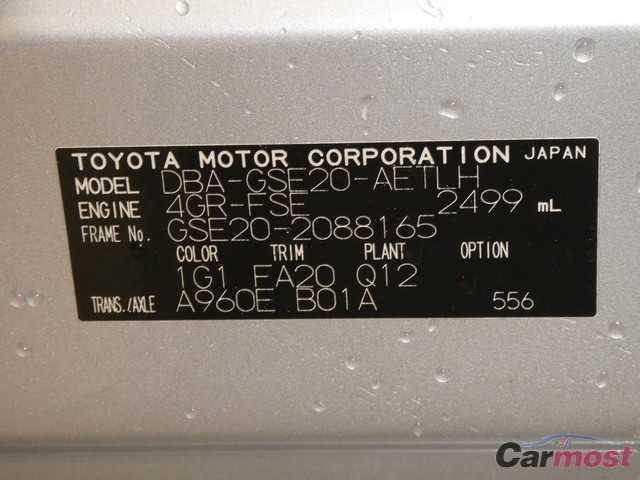 TOYOTA MOTOR CORPORATION JAPAN
MODEL DBA-GSE20-AETLH
ENGINE 4GR-FSE 2499 mL
FRAME No. GSE20-2088165
COLOR TRIM PLANT OPTION
1G1 FA20 Q12
TRANS./AXLE A960E B01A 556
Carmost